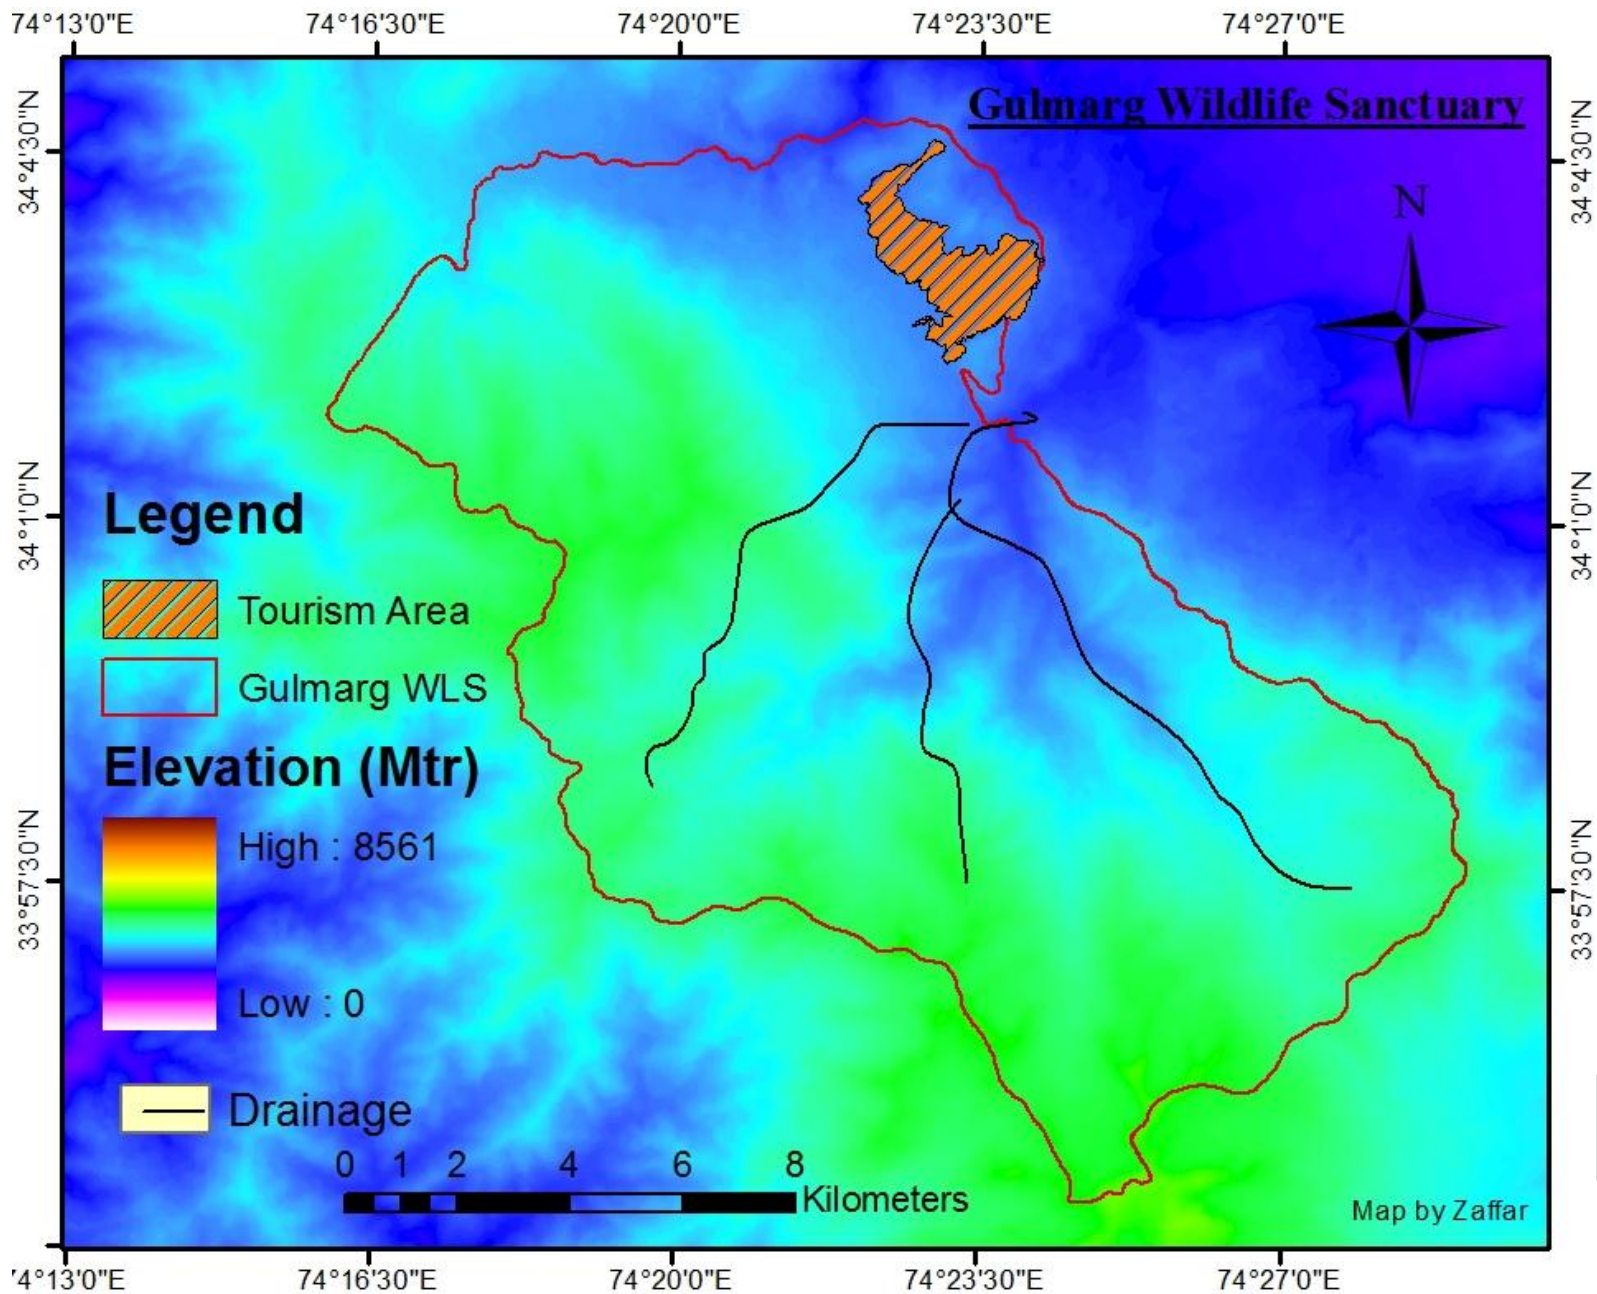 74°13'0"E 74°16'30"E 74°20'0"E 74°23'30"E 74°27'0"E
Gulmarg Wildlife Sanctuary
34°4'30"N
34°4'30"N
N
34°1'0"N
34°1'0"N
Legend
Tourism Area
Gulmarg WLS
Elevation (Mtr)
High : 8561
Low : 0
33°57'30"N
33°57'30"N
Drainage
0 1 2 4 6 8
Kilometers
Map by Zaffar
4°13'0"E 74°16'30"E 74°20'0"E 74°23'30"E 74°27'0"E